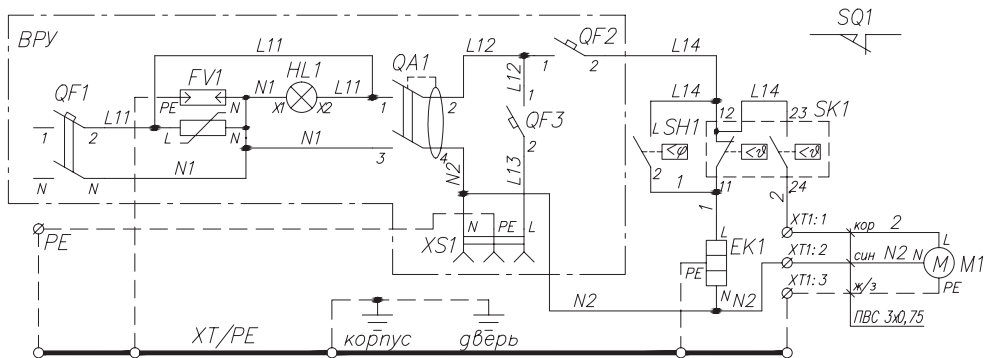 SQ1
ВРУ
L11
L12
QF2
L14
FV1
HL1
QA1
QF1
PE
N
N1
X1
X2
L11
1
2
1
2
L12
1
QF3
2
L13
L11
1
2
L
N
N1
3
4
N
N
N1
N2
L14
L14
SK1
12
23
L
SH1
<φ
<ϑ
<ϑ
2
1
11
24
1
2
XT1:1
кор
2
L
XT1:2
син
N2
N
M
M1
XT1:3
ж/з
PE
ПВС 3х0,75
PE
XS1
N
PE
L
L
EK1
PE
N
N2
N2
XT/PE
корпус
дверь